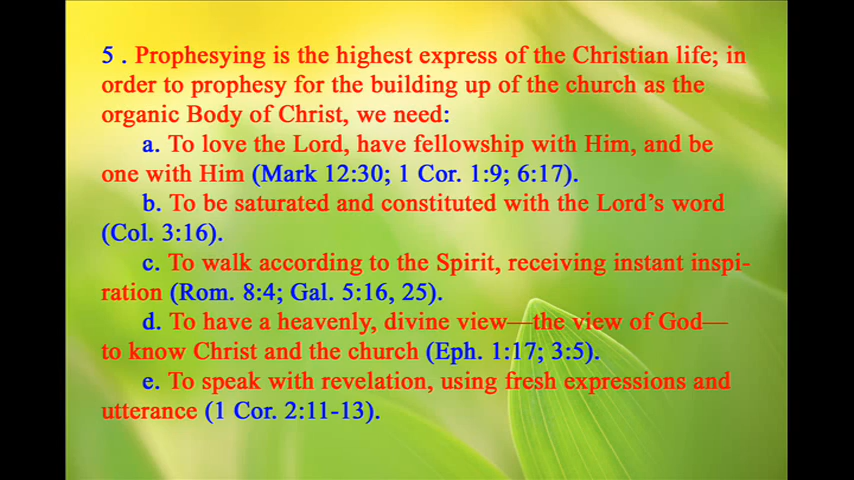 5 . Prophesying is the highest express of the Christian life; in
order to prophesy for the building up of the church as the
organic Body of Christ, we need:
a. To love the Lord, have fellowship with Him, and be
one with Him (Mark 12:30; 1 Cor. 1:9; 6:17).
b. To be saturated and constituted with the Lord’s word
(Col. 3:16).
c. To walk according to the Spirit, receiving instant inspi-
ration (Rom. 8:4; Gal. 5:16, 25).
d. To have a heavenly, divine view—the view of God—
to know Christ and the church (Eph. 1:17; 3:5).
e. To speak with revelation, using fresh expressions and
utterance (1 Cor. 2:11-13).